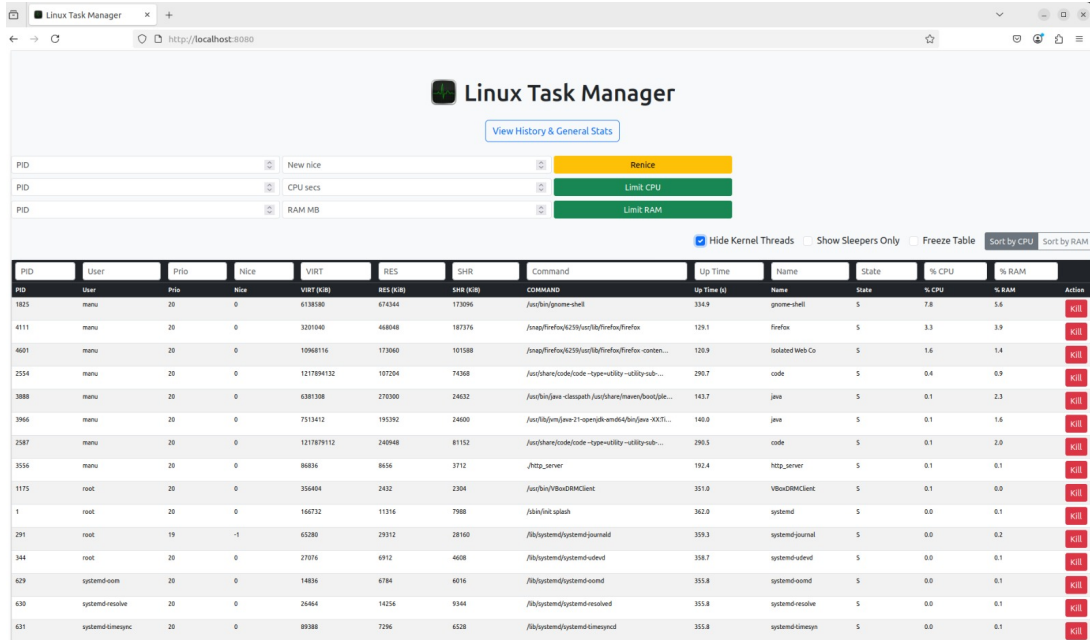 Linux Task Manager
http://localhost:8080
Linux Task Manager
View History & General Stats
PID New nice Renice
PID CPU secs Limit CPU
PID RAM MB Limit RAM
Hide Kernel Threads Show Sleepers Only Freeze Table Sort by CPU Sort by RAM
PID User Prio Nice VIRT RES SHR Command Up Time Name State % CPU % RAM
PID User Prio Nice VIRT (KiB) RES (KiB) SHR (KiB) COMMAND Up Time (s) Name State % CPU % RAM Action
1825 manu 20 0 6138580 674344 173096 /usr/bin/gnome-shell 334.9 gnome-shell S 7.8 5.6 Kill
4111 manu 20 0 3201040 468048 187376 /snap/firefox/6259/usr/lib/firefox/firefox 129.1 firefox S 3.3 3.9 Kill
4601 manu 20 0 10968116 173060 101588 /snap/firefox/6259/usr/lib/firefox/firefox -conten... 120.9 Isolated Web Co S 1.6 1.4 Kill
2554 manu 20 0 1217894132 107204 74368 /usr/share/code/code --type=utility --utility-sub-... 290.7 code S 0.4 0.9 Kill
3888 manu 20 0 6381308 270300 24632 /usr/bin/java -classpath /usr/share/maven/boot/ple... 143.7 java S 0.1 2.3 Kill
3966 manu 20 0 7513412 195392 24600 /usr/lib/jvm/java-21-openjdk-amd64/bin/java -XX:Ti... 140.0 java S 0.1 1.6 Kill
2587 manu 20 0 1217879112 240948 81152 /usr/share/code/code --type=utility --utility-sub-... 290.5 code S 0.1 2.0 Kill
3556 manu 20 0 86836 8656 3712 ./http_server 192.4 http_server S 0.1 0.1 Kill
1175 root 20 0 356404 2432 2304 /usr/bin/VBoxDRMClient 351.0 VBoxDRMClient S 0.1 0.0 Kill
1 root 20 0 166732 11316 7988 /sbin/init splash 362.0 systemd S 0.0 0.1 Kill
291 root 19 -1 65280 29312 28160 /lib/systemd/systemd-journald 359.3 systemd-journal S 0.0 0.2 Kill
344 root 20 0 27076 6912 4608 /lib/systemd/systemd-udevd 358.7 systemd-udevd S 0.0 0.1 Kill
629 systemd-oom 20 0 14836 6784 6016 /lib/systemd/systemd-oomd 355.8 systemd-oomd S 0.0 0.1 Kill
630 systemd-resolve 20 0 26464 14256 9344 /lib/systemd/systemd-resolved 355.8 systemd-resolve S 0.0 0.1 Kill
631 systemd-timesync 20 0 89388 7296 6528 /lib/systemd/systemd-timesyncd 355.8 systemd-timesyn S 0.0 0.1 Kill